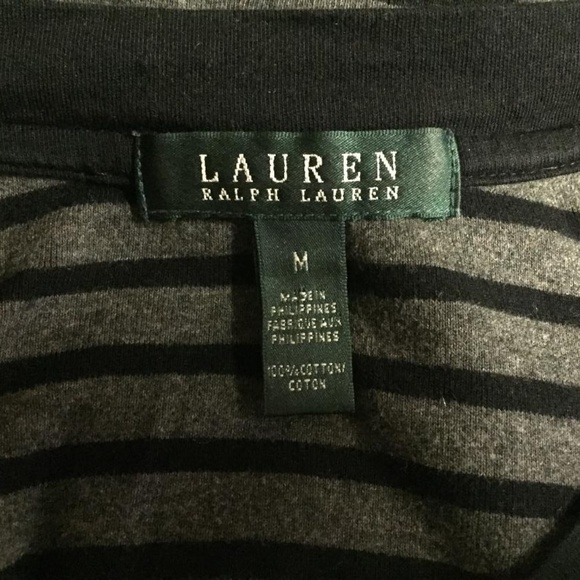 LAUREN
RALPH LAUREN
M
MADE IN
PHILIPPINES
FABRIQUE AUX
PHILIPPINES
100% COTTON/
COTON